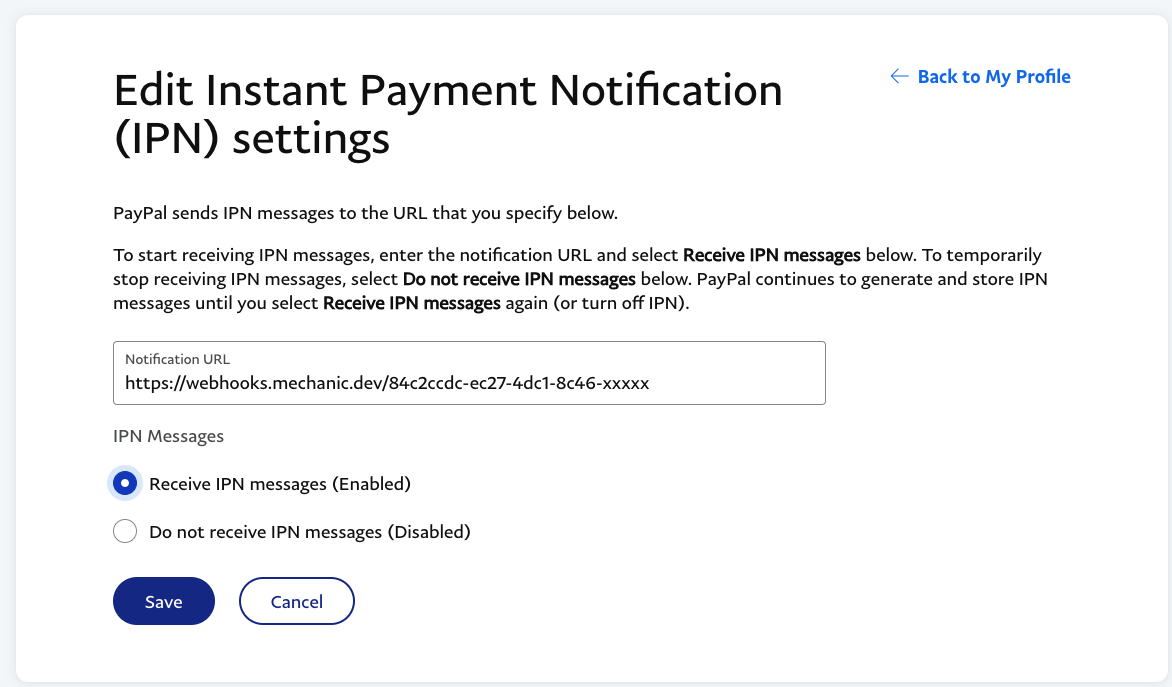 Edit Instant Payment Notification
(IPN) settings
← Back to My Profile
PayPal sends IPN messages to the URL that you specify below.
To start receiving IPN messages, enter the notification URL and select Receive IPN messages below. To temporarily
stop receiving IPN messages, select Do not receive IPN messages below. PayPal continues to generate and store IPN
messages until you select Receive IPN messages again (or turn off IPN).
Notification URL
https://webhooks.mechanic.dev/84c2ccdc-ec27-4dc1-8c46-xxxxx
IPN Messages
Receive IPN messages (Enabled)
Do not receive IPN messages (Disabled)
Save
Cancel